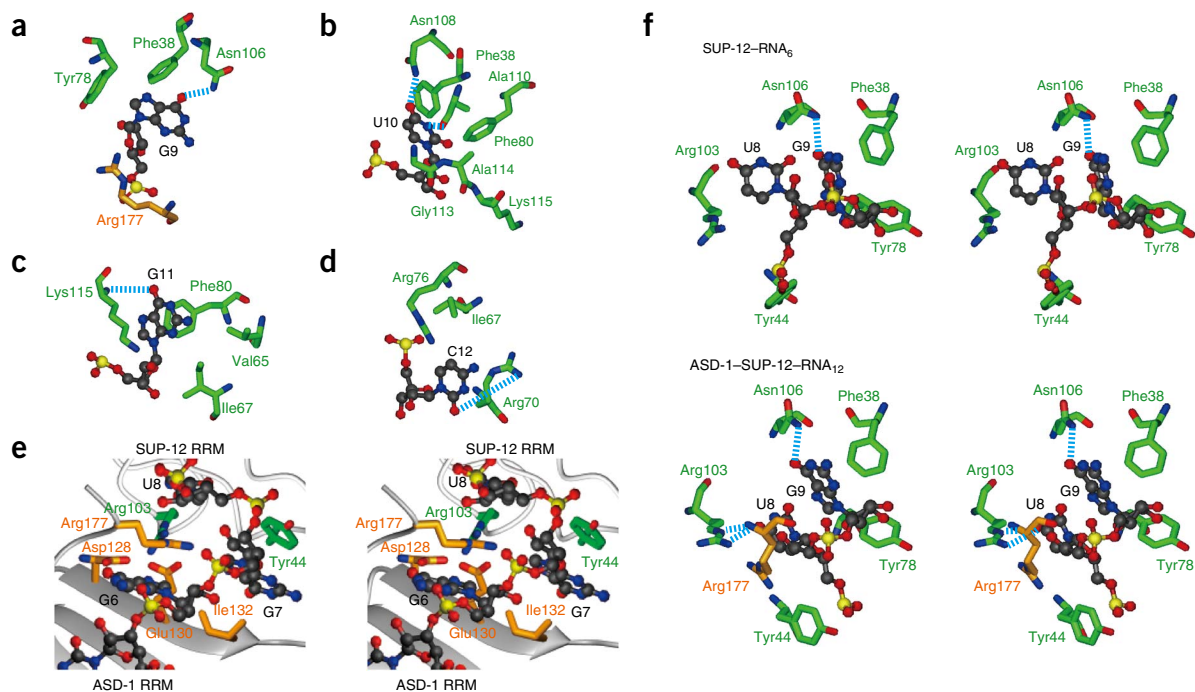 a
Phe38
Asn106
Tyr78
G9
Arg177
b
Asn108
Phe38
Ala110
U10
Phe80
Ala114
Gly113
Lys115
c
G11
Lys115
Phe80
Val65
Ile67
d
Arg76
Ile67
C12
Arg70
e
SUP-12 RRM
U8
Arg177
Arg103
Asp128
Tyr44
G6
Ile132
G7
Glu130
ASD-1 RRM
SUP-12 RRM
U8
Arg177
Arg103
Asp128
Tyr44
G6
Ile132
G7
Glu130
ASD-1 RRM
f
SUP-12–RNA6
Asn106
Phe38
Arg103
U8
G9
Tyr78
Tyr44
Asn106
Phe38
Arg103
U8
G9
Tyr78
Tyr44
ASD-1–SUP-12–RNA12
Asn106
Phe38
Arg103
G9
U8
Tyr78
Arg177
Tyr44
Asn106
Phe38
Arg103
G9
U8
Tyr78
Arg177
Tyr44